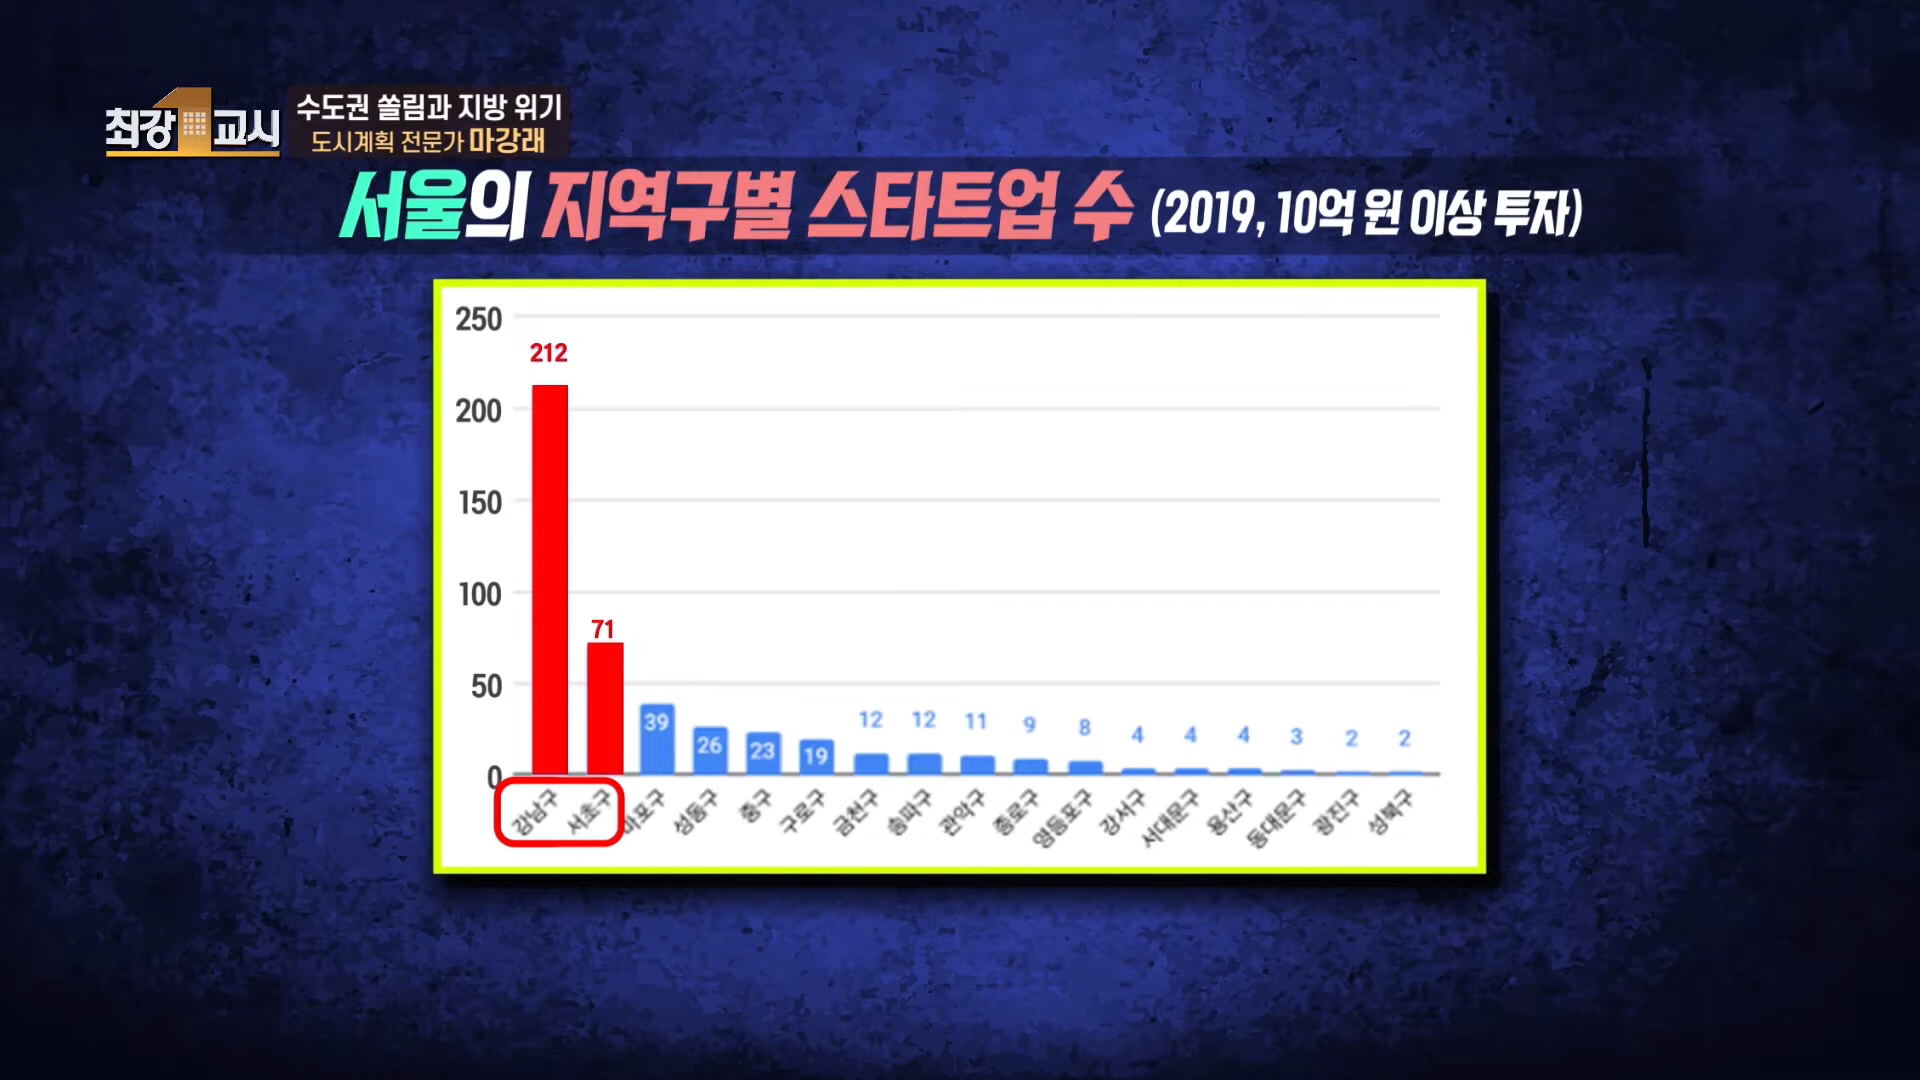 최강1교시
수도권 쏠림과 지방 위기
도시계획 전문가 마강래
서울의 지역구별 스타트업 수 (2019, 10억 원 이상 투자)
250
200
150
100
50
0
212
71
39
26
23
19
12
12
11
9
8
4
4
4
3
2
2
강남구
서초구
마포구
성동구
중구
구로구
금천구
송파구
관악구
종로구
영등포구
강서구
서대문구
용산구
동대문구
광진구
성북구